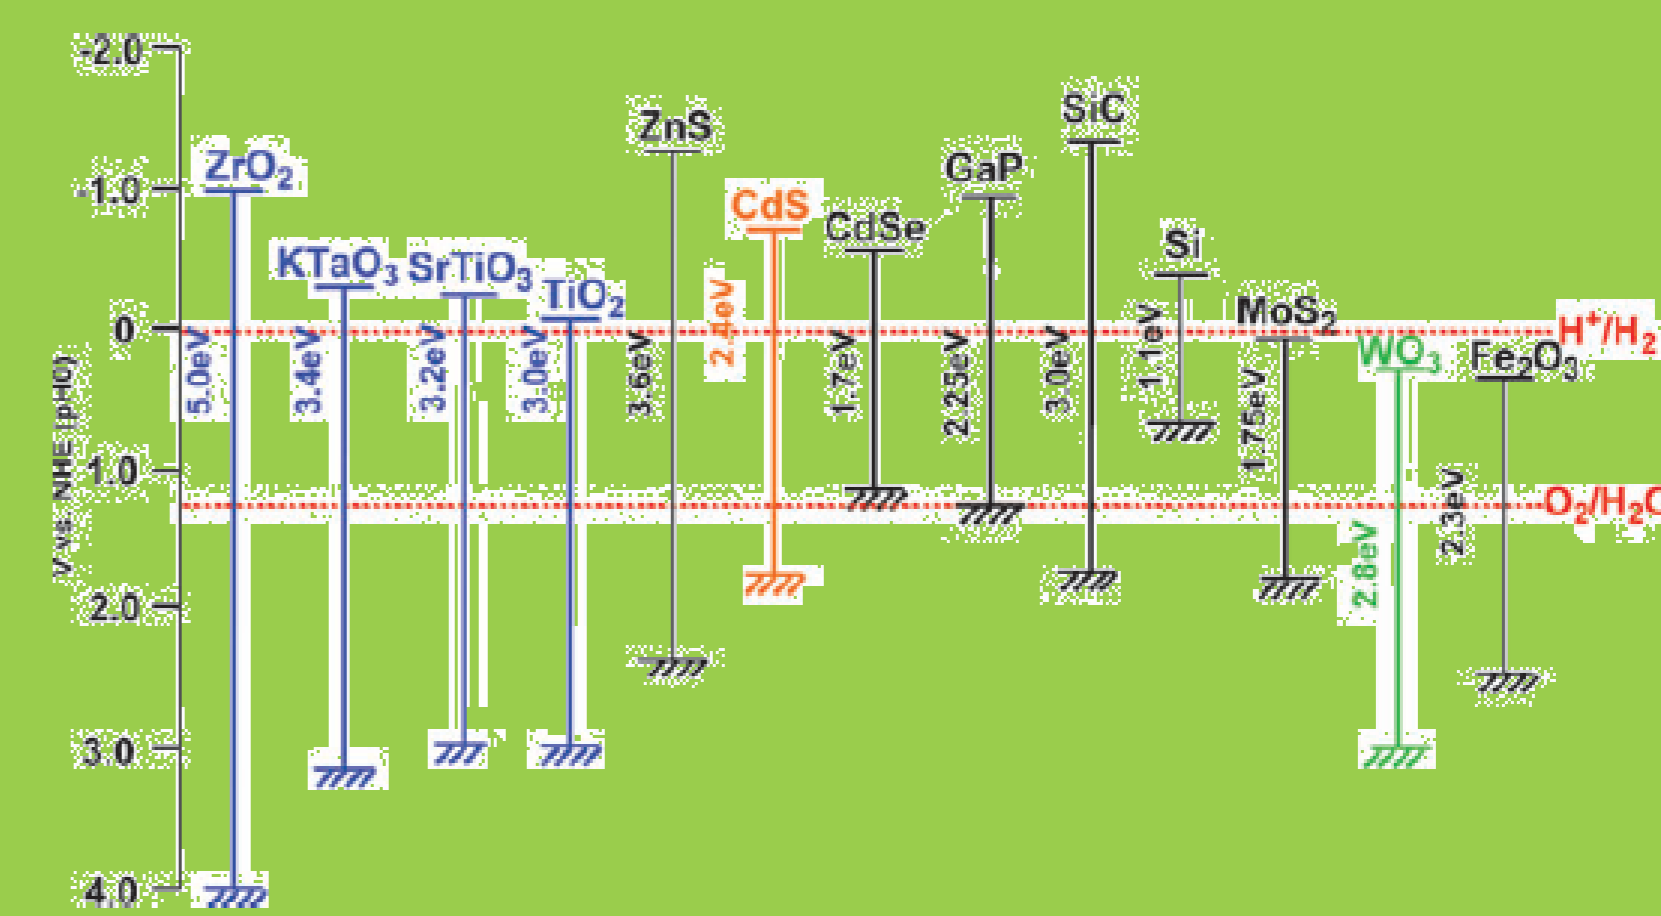 -2.0
-1.0
0
1.0
2.0
3.0
4.0
V vs. NHE (pH0)
ZrO₂
5.0eV
KTaO₃
3.4eV
SrTiO₃
3.2eV
TiO₂
3.0eV
ZnS
3.6eV
CdS
2.4eV
CdSe
1.7eV
GaP
2.25eV
SiC
3.0eV
Si
1.1eV
MoS₂
1.75eV
WO₃
2.8eV
Fe₂O₃
2.3eV
H⁺/H₂
O₂/H₂O